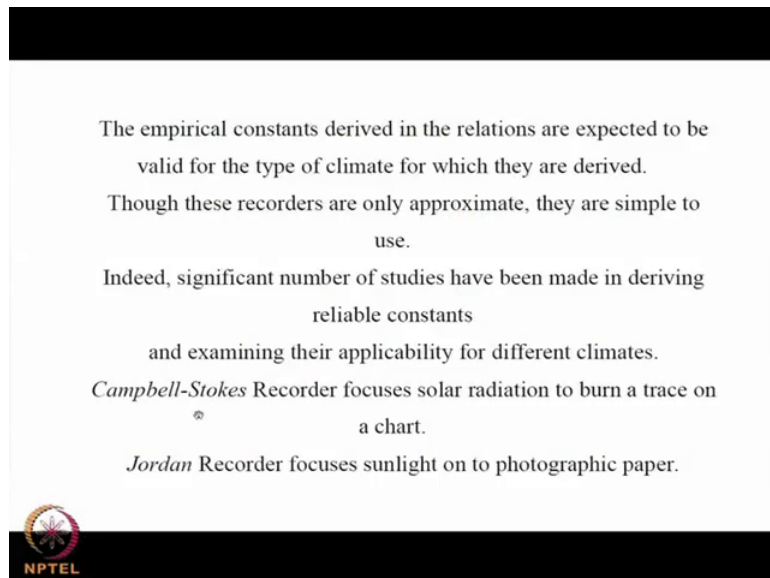 The empirical constants derived in the relations are expected to be
valid for the type of climate for which they are derived.
Though these recorders are only approximate, they are simple to
use.
Indeed, significant number of studies have been made in deriving
reliable constants
and examining their applicability for different climates.
Campbell-Stokes Recorder focuses solar radiation to burn a trace on
a chart.
Jordan Recorder focuses sunlight on to photographic paper.
NPTEL